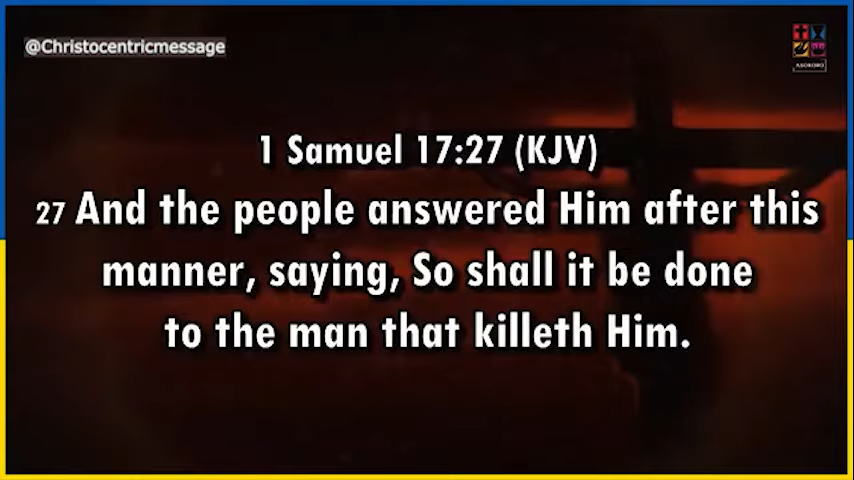 @Christocentricmessage
ASOKORO
1 Samuel 17:27 (KJV)
27 And the people answered Him after this
manner, saying, So shall it be done
to the man that killeth Him.